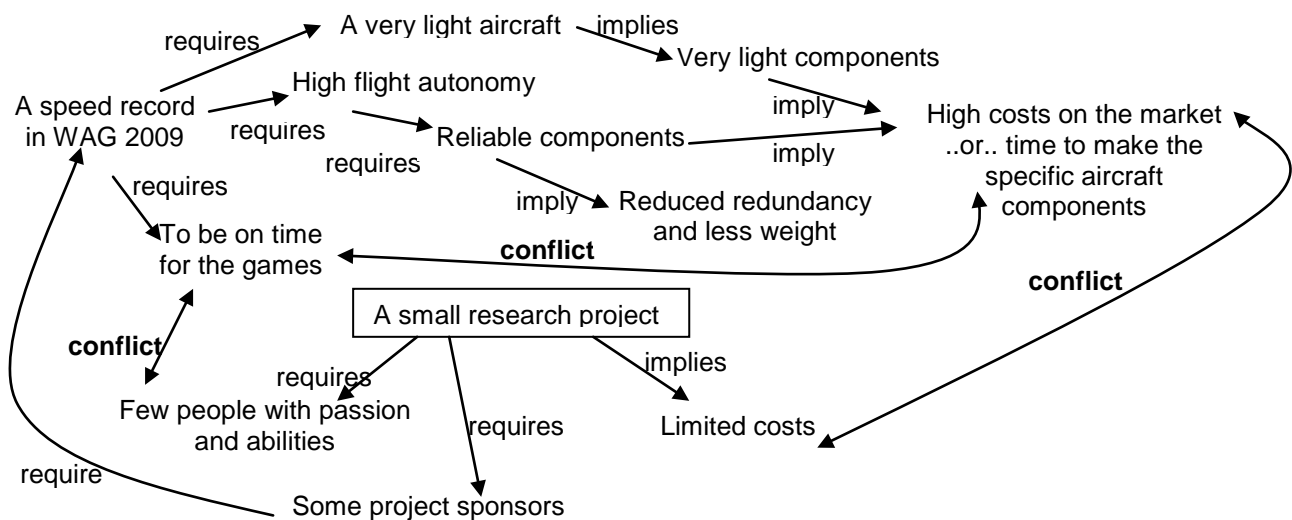 A very light aircraft
requires
implies
Very light components
High flight autonomy
A speed record
in WAG 2009
requires
imply
High costs on the market
..or.. time to make the
specific aircraft
components
Reliable components
requires
imply
requires
imply
Reduced redundancy
and less weight
To be on time
for the games
conflict
conflict
A small research project
conflict
implies
requires
Few people with passion
and abilities
requires
Limited costs
require
Some project sponsors